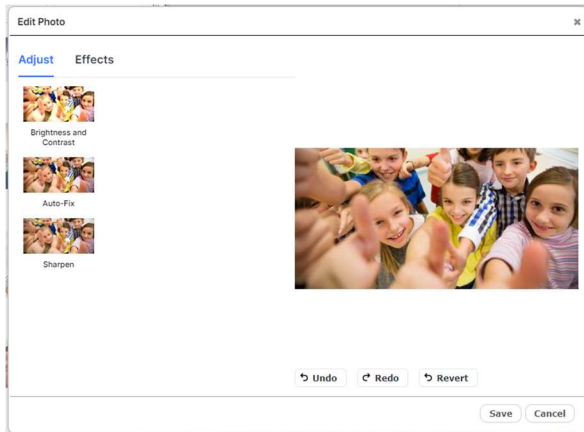 Edit Photo
Adjust Effects
Brightness and
Contrast
Auto-Fix
Sharpen
Undo Redo Revert
Save Cancel